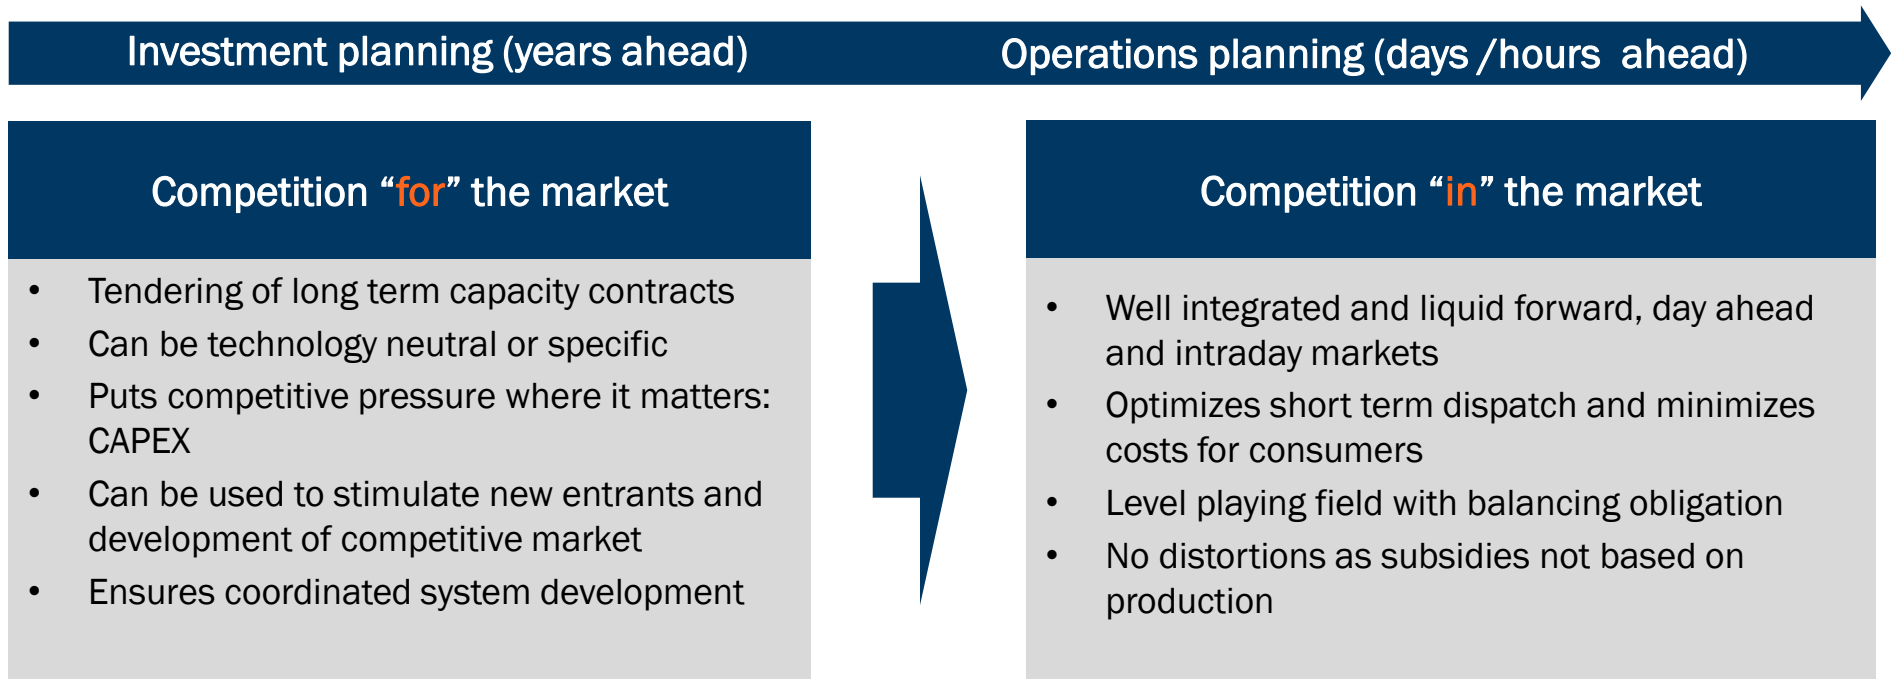 Investment planning (years ahead)
Operations planning (days /hours  ahead)
Competition “for” the market
• Tendering of long term capacity contracts
• Can be technology neutral or specific
• Puts competitive pressure where it matters:
CAPEX
• Can be used to stimulate new entrants and
development of competitive market
• Ensures coordinated system development
Competition “in” the market
• Well integrated and liquid forward, day ahead
and intraday markets
• Optimizes short term dispatch and minimizes
costs for consumers
• Level playing field with balancing obligation
• No distortions as subsidies not based on
production